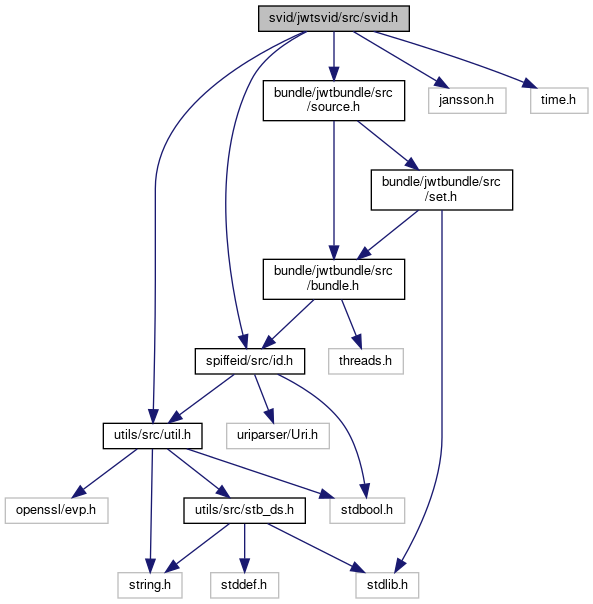 svid/jwtsvid/src/svid.h
bundle/jwtbundle/src
/source.h
jansson.h
time.h
bundle/jwtbundle/src
/set.h
bundle/jwtbundle/src
/bundle.h
spiffeid/src/id.h
threads.h
utils/src/util.h
uriparser/Uri.h
openssl/evp.h
utils/src/stb_ds.h
stdbool.h
string.h
stddef.h
stdlib.h